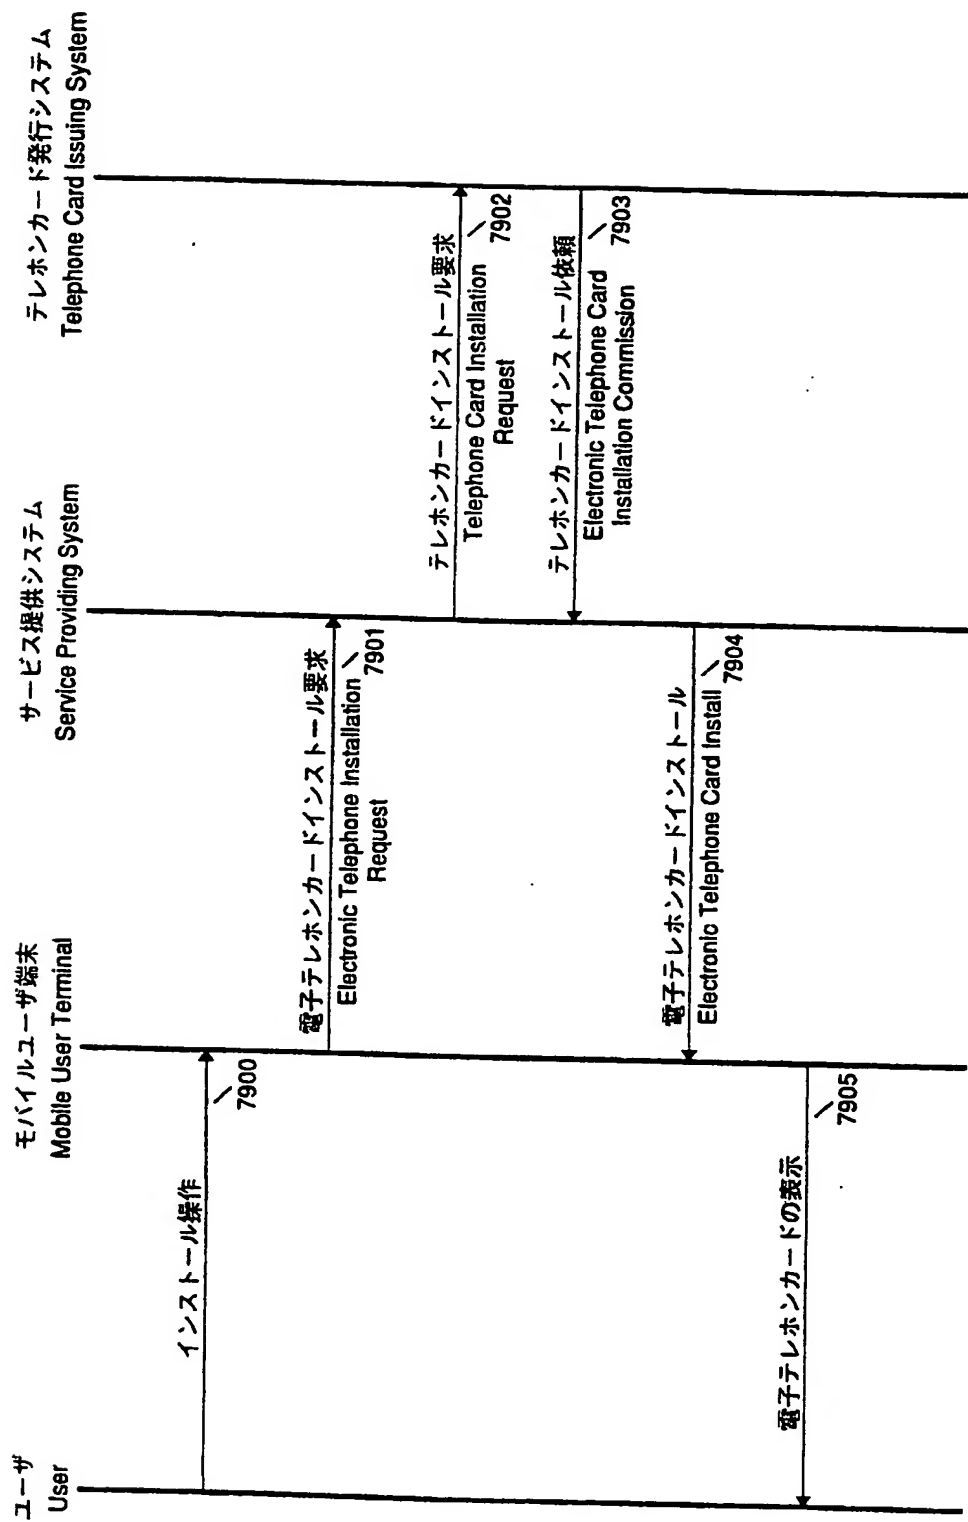 ユーザ
User
モバイルユーザ端末
Mobile User Terminal
サービス提供システム
Service Providing System
テレホンカード発行システム
Telephone Card Issuing System
インストール操作
7900
電子テレホンカードインストール要求
Electronic Telephone Installation
Request
7901
テレホンカードインストール要求
Telephone Card Installation
Request
7902
テレホンカードインストール依頼
Electronic Telephone Card
Installation Commission
7903
電子テレホンカードインストール
Electronic Telephone Card Install
7904
電子テレホンカードの表示
7905